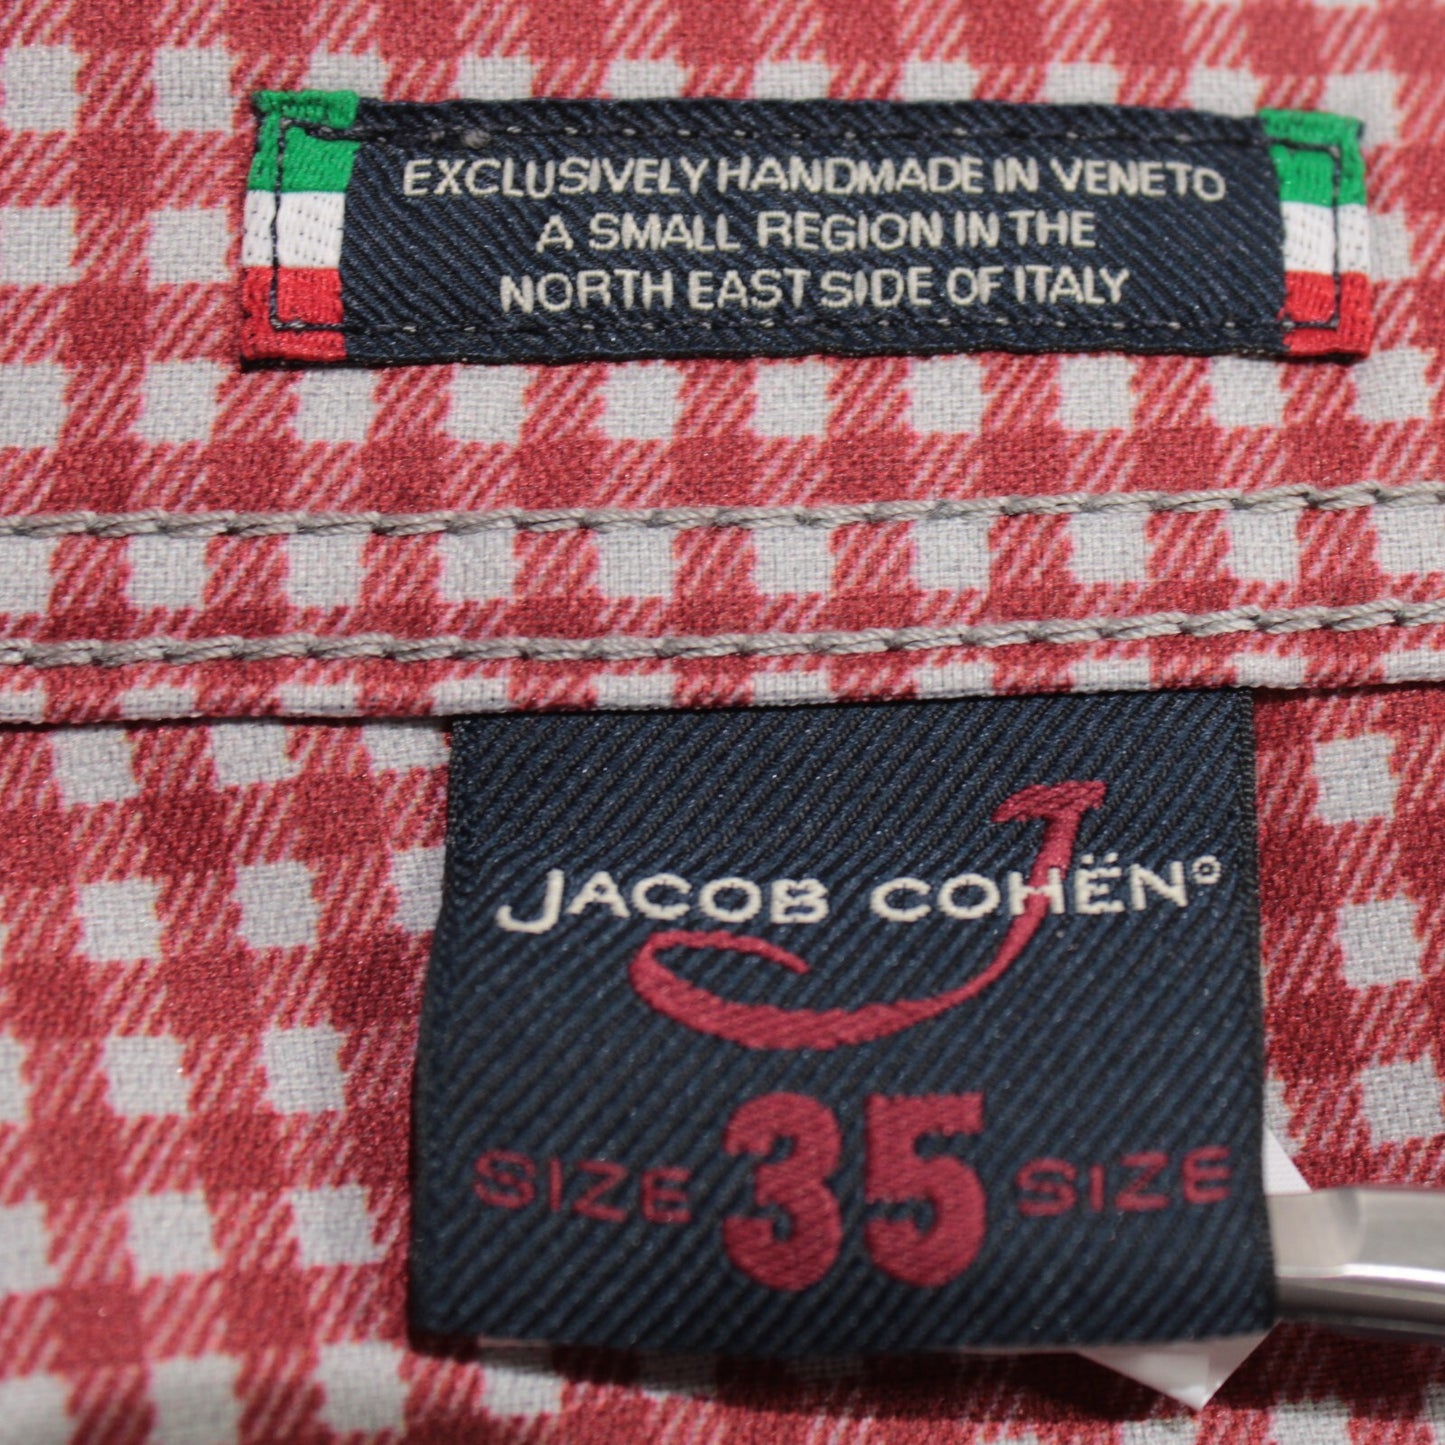 EXCLUSIVELY HANDMADE IN VENETO
A SMALL REGION IN THE
NORTH EAST SIDE OF ITALY
J
JACOB COHËN®
SIZE 35 SIZE